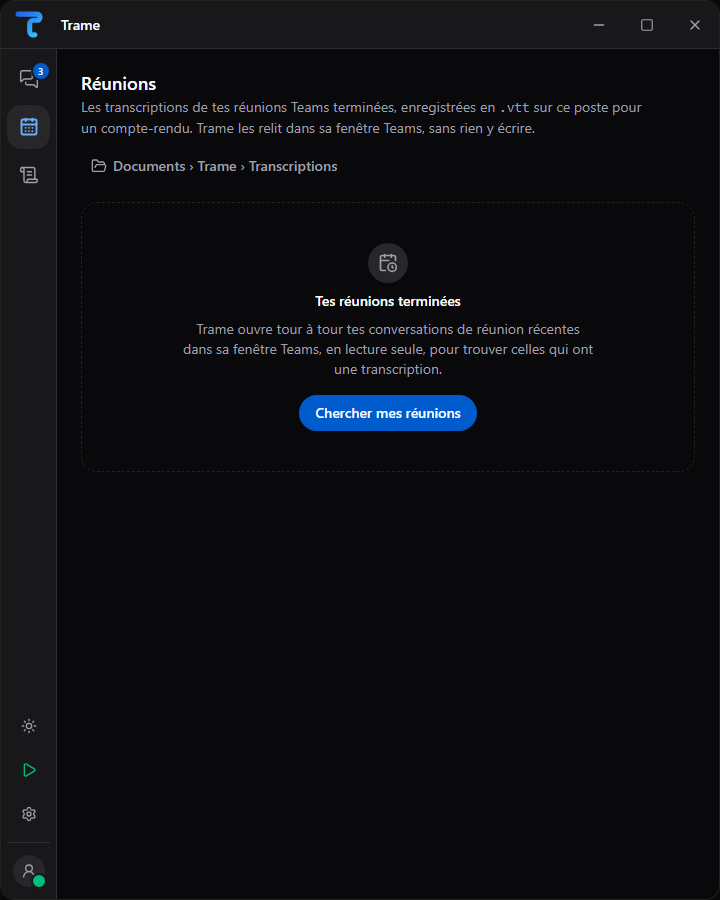 Trame
3
Réunions
Les transcriptions de tes réunions Teams terminées, enregistrées en .vtt sur ce poste pour
un compte-rendu. Trame les relit dans sa fenêtre Teams, sans rien y écrire.
Documents › Trame › Transcriptions
Tes réunions terminées
Trame ouvre tour à tour tes conversations de réunion récentes
dans sa fenêtre Teams, en lecture seule, pour trouver celles qui ont
une transcription.
Chercher mes réunions